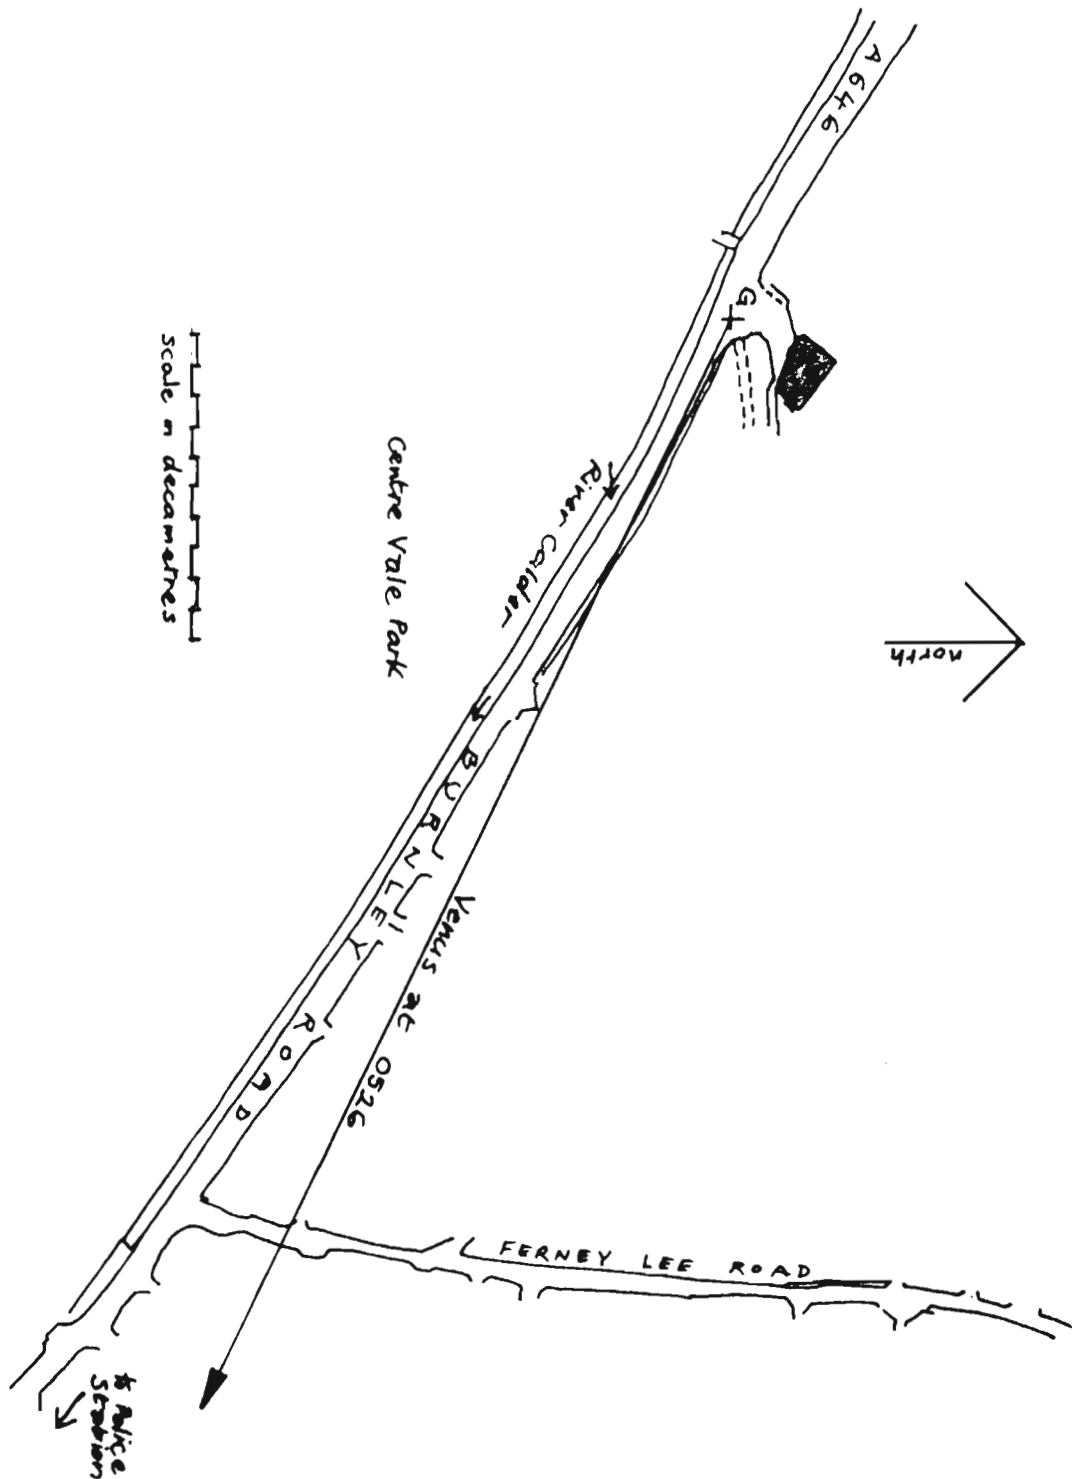 A646
G
River Calder
Centre Vale Park
scale in decametres
north
BURNLEY ROAD
Venus at 0526
FERNEY LEE ROAD
to Police
Station